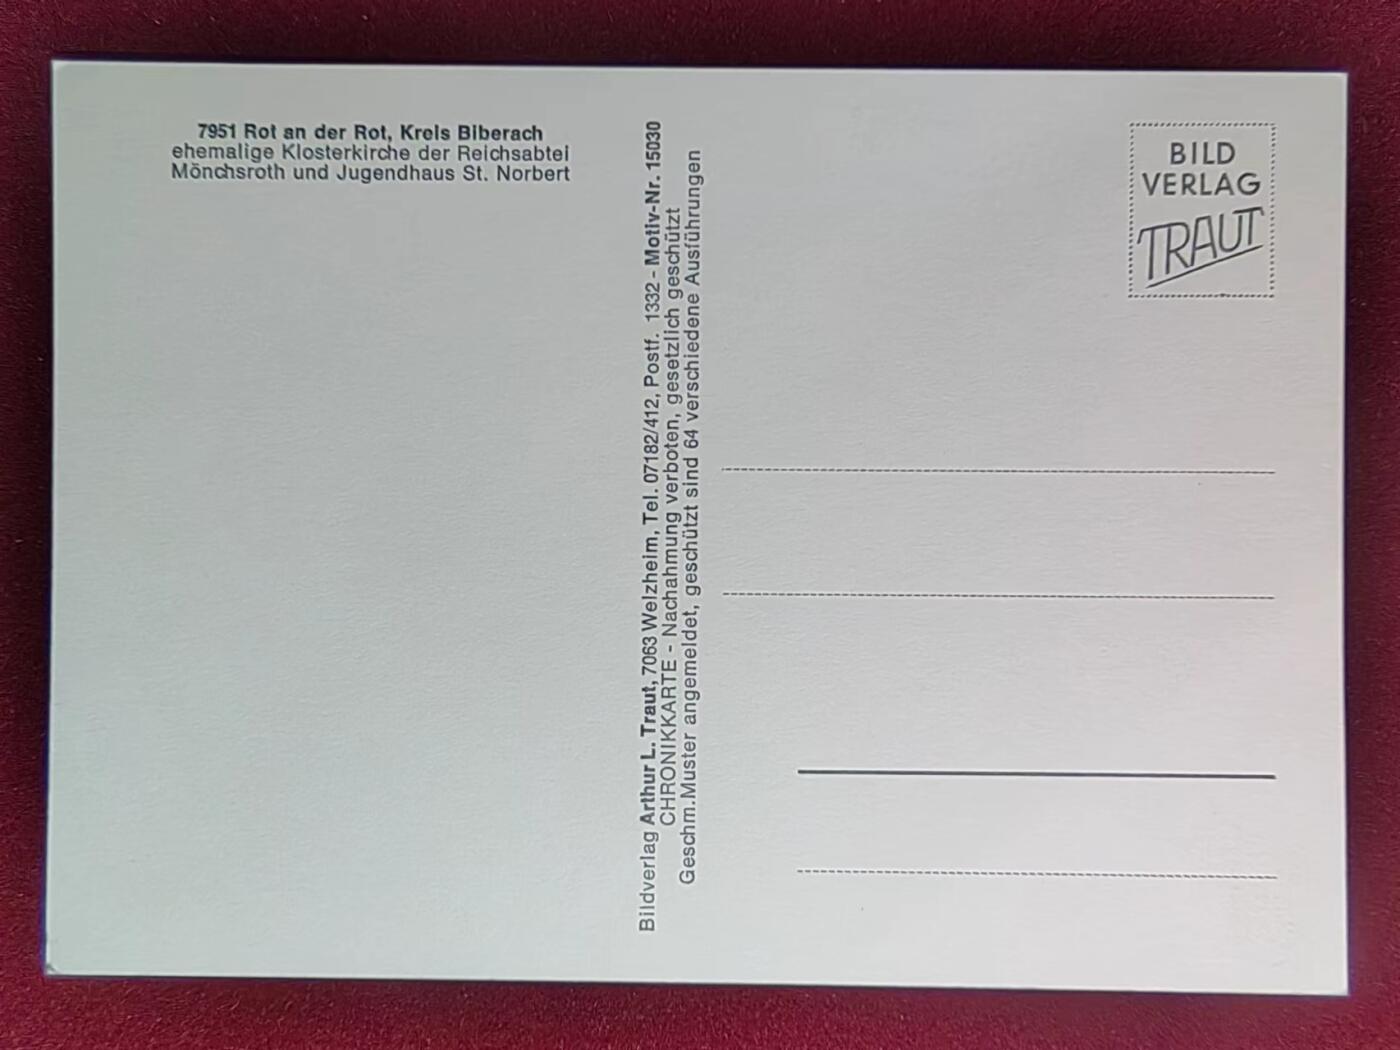 7951 Rot an der Rot, Kreis Biberach
ehemalige Klosterkirche der Reichsabtei
Mönchsroth und Jugendhaus St. Norbert
Bildverlag Arthur L. Traut, 7063 Welzheim, Tel. 07182/412, Postf. 1332 - Motiv-Nr. 15030
CHRONIKKARTE - Nachahmung verboten, gesetzlich geschützt
Geschm.Muster angemeldet, geschützt sind 64 verschiedene Ausführungen
BILD
VERLAG
TRAUT